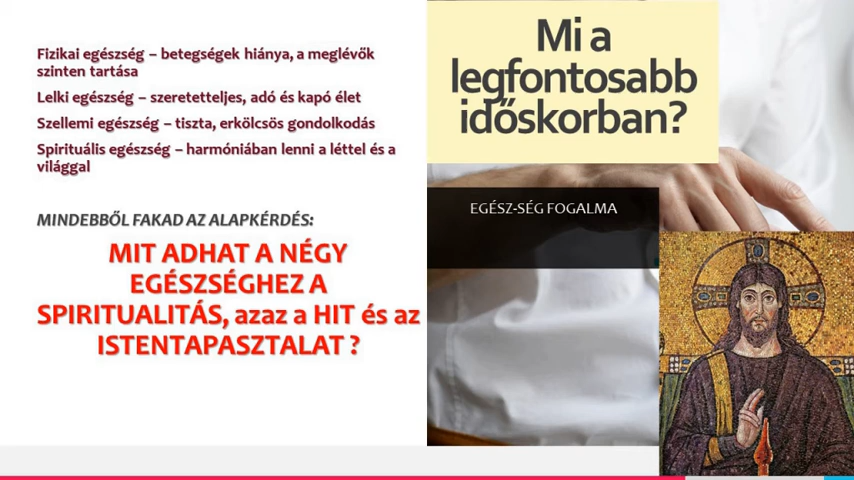 Fizikai egészség – betegségek hiánya, a meglévők
szinten tartása
Lelki egészség – szeretetteljes, adó és kapó élet
Szellemi egészség – tiszta, erkölcsös gondolkodás
Spirituális egészség – harmóniában lenni a léttel és a
világgal
MINDEBBŐL FAKAD AZ ALAPKÉRDÉS:
MIT ADHAT A NÉGY
EGÉSZSÉGHEZ A
SPIRITUALITÁS, azaz a HIT és az
ISTENTAPASZTALAT ?
Mi a
legfontosabb
időskorban?
EGÉSZ-SÉG FOGALMA